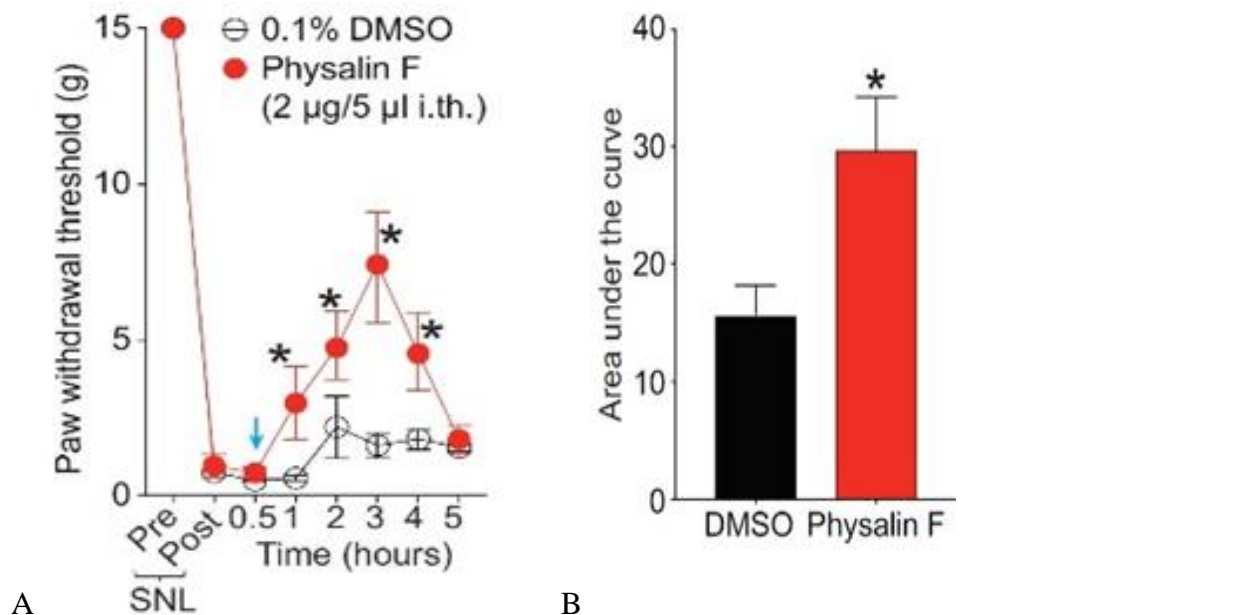 15
10
5
0
Paw withdrawal threshold (g)
0.1% DMSO
Physalin F
(2 µg/5 µl i.th.)
*
*
*
*
Pre Post 0.5 1 2 3 4 5
Time (hours)
SNL
A
40
30
20
10
0
Area under the curve
*
DMSO Physalin F
B